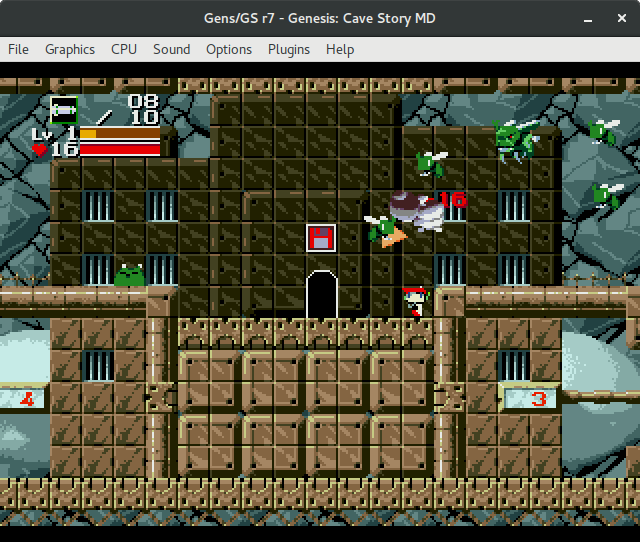 Gens/GS r7 - Genesis: Cave Story MD
File Graphics CPU Sound Options Plugins Help
08
/ 10
Lv 1
16
16
4
3